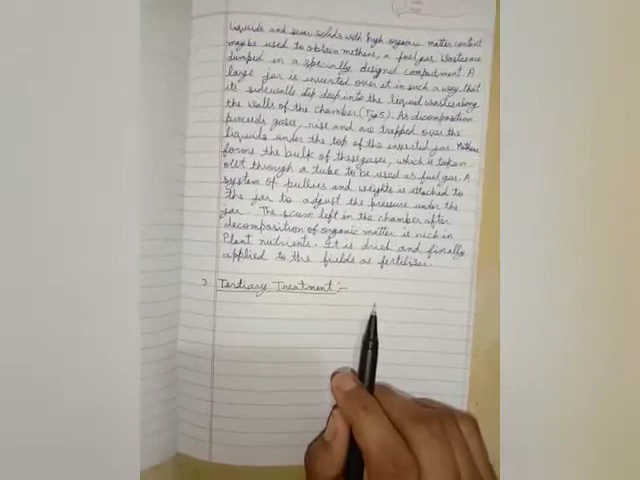 Liquids and semi solids with high organic matter content
may be used to obtain methane, a fuel gas. Wastes are
dumped in a specially designed compartment. A
large jar is inverted over it in such a way that
its sidewalls dip deep into the liquid wastes along
the walls of the chamber (Fig 5). As decomposition
proceeds gases, rise and are trapped over the
liquids under the top of the inverted jar. Methane
forms the bulk of these gases, which is taken
out through a tube to be used as fuel gas. A
system of pullies and weights is attached to
the jar to adjust the pressure under the
jar. The scum left in the chamber after
decomposition of organic matter is rich in
Plant nutrients. It is dried and finally
applied to the fields as fertiliser.
3. Tertiary Treatment :-